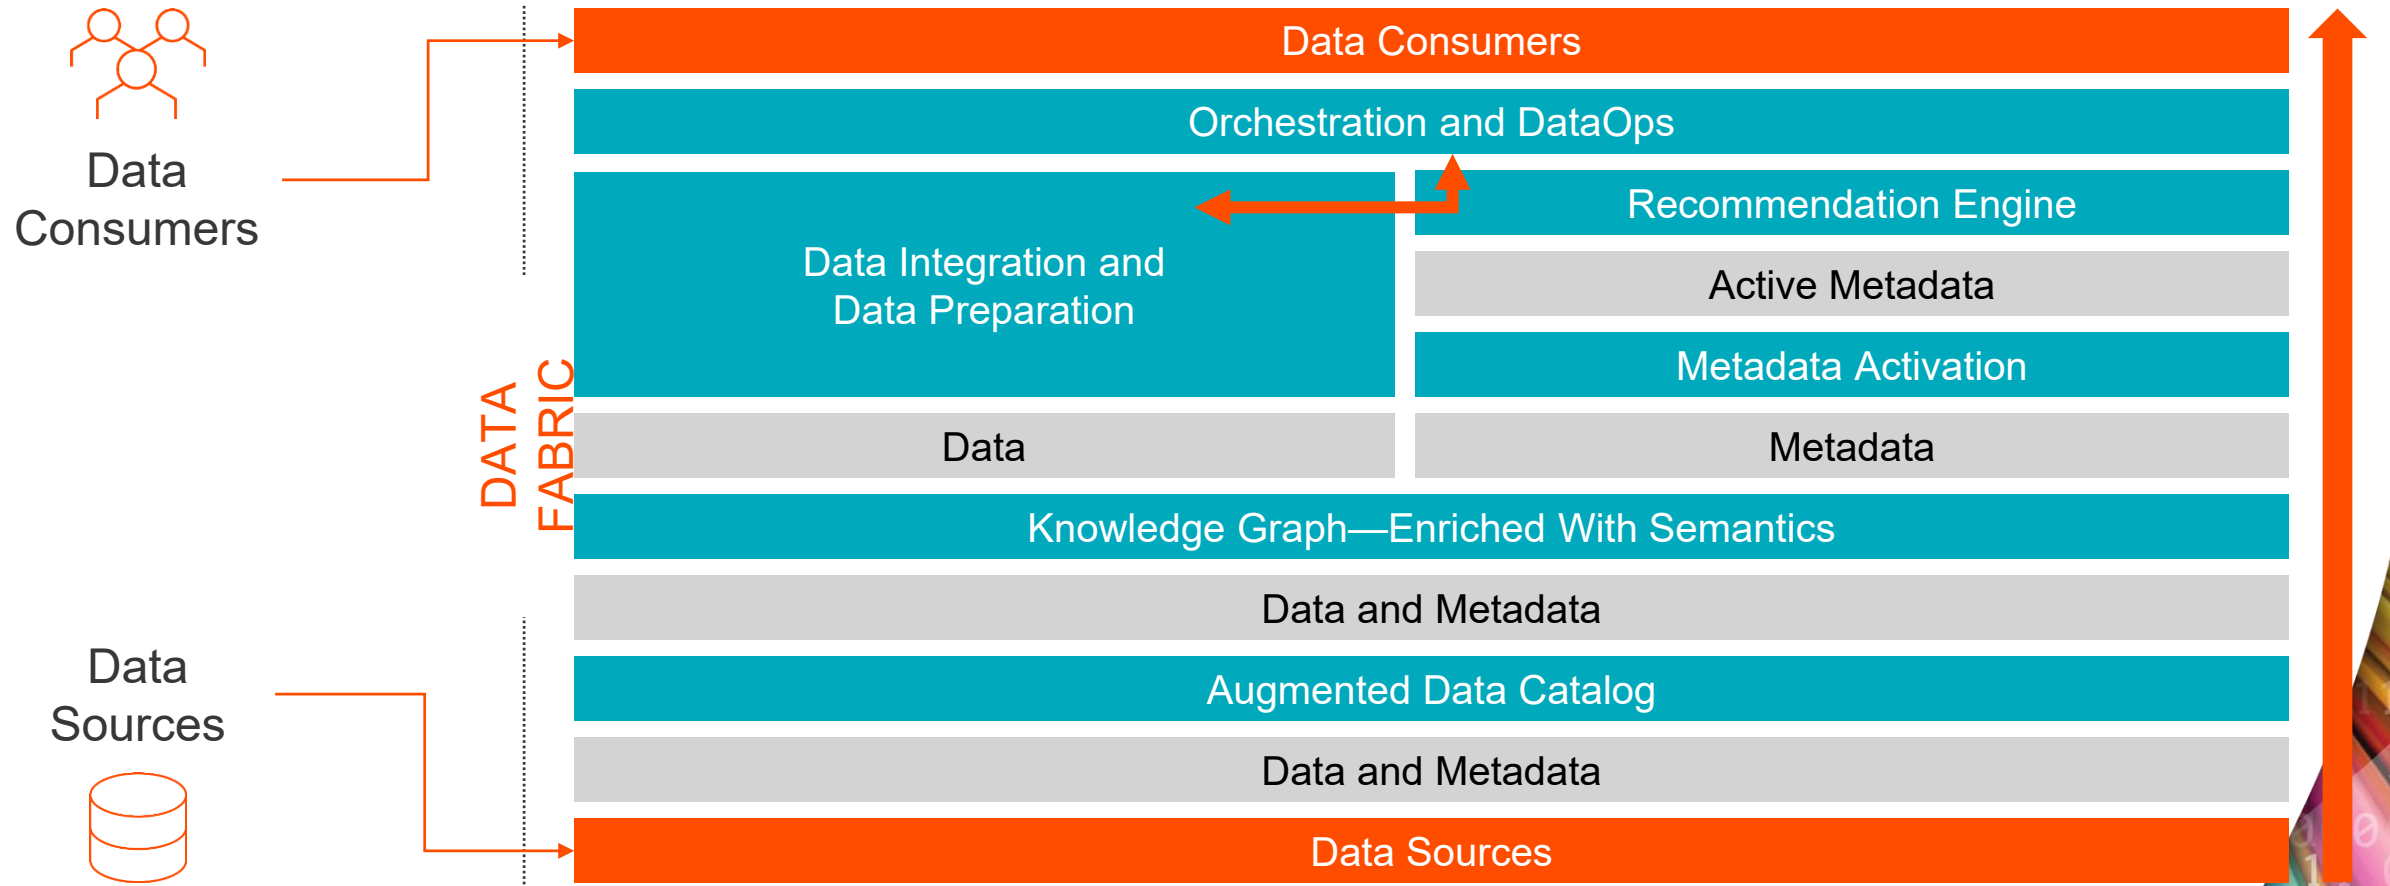 Data
Consumers
Data Consumers
Orchestration and DataOps
Data Integration and
Data Preparation
Recommendation Engine
Active Metadata
Metadata Activation
DATA
FABRIC
Data
Metadata
Knowledge Graph—Enriched With Semantics
Data and Metadata
Data
Sources
Augmented Data Catalog
Data and Metadata
Data Sources